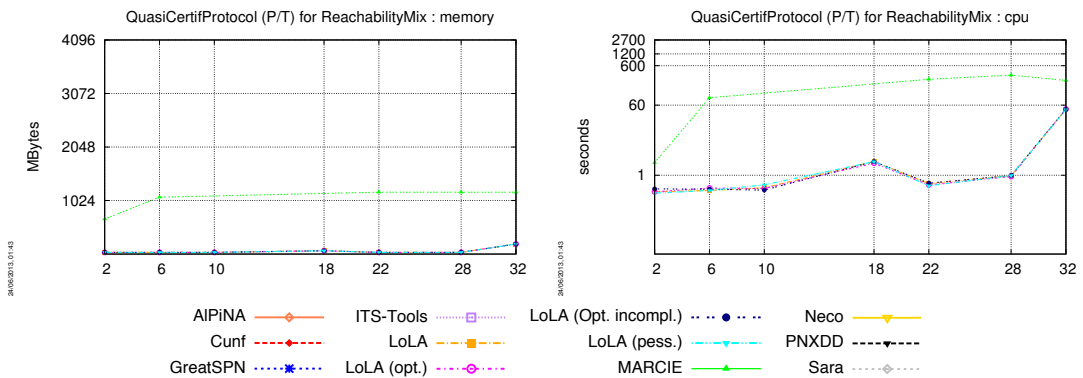 QuasiCertifProtocol (P/T) for ReachabilityMix : memory
4096
3072
2048
1024
MBytes
2 6 10 18 22 28 32
24/06/2013, 01:43
QuasiCertifProtocol (P/T) for ReachabilityMix : cpu
2700
1200
600
60
1
seconds
2 6 10 18 22 28 32
24/06/2013, 01:43
AlPiNA ITS-Tools LoLA (Opt. incompl.) Neco
Cunf LoLA LoLA (pess.) PNXDD
GreatSPN LoLA (opt.) MARCIE Sara